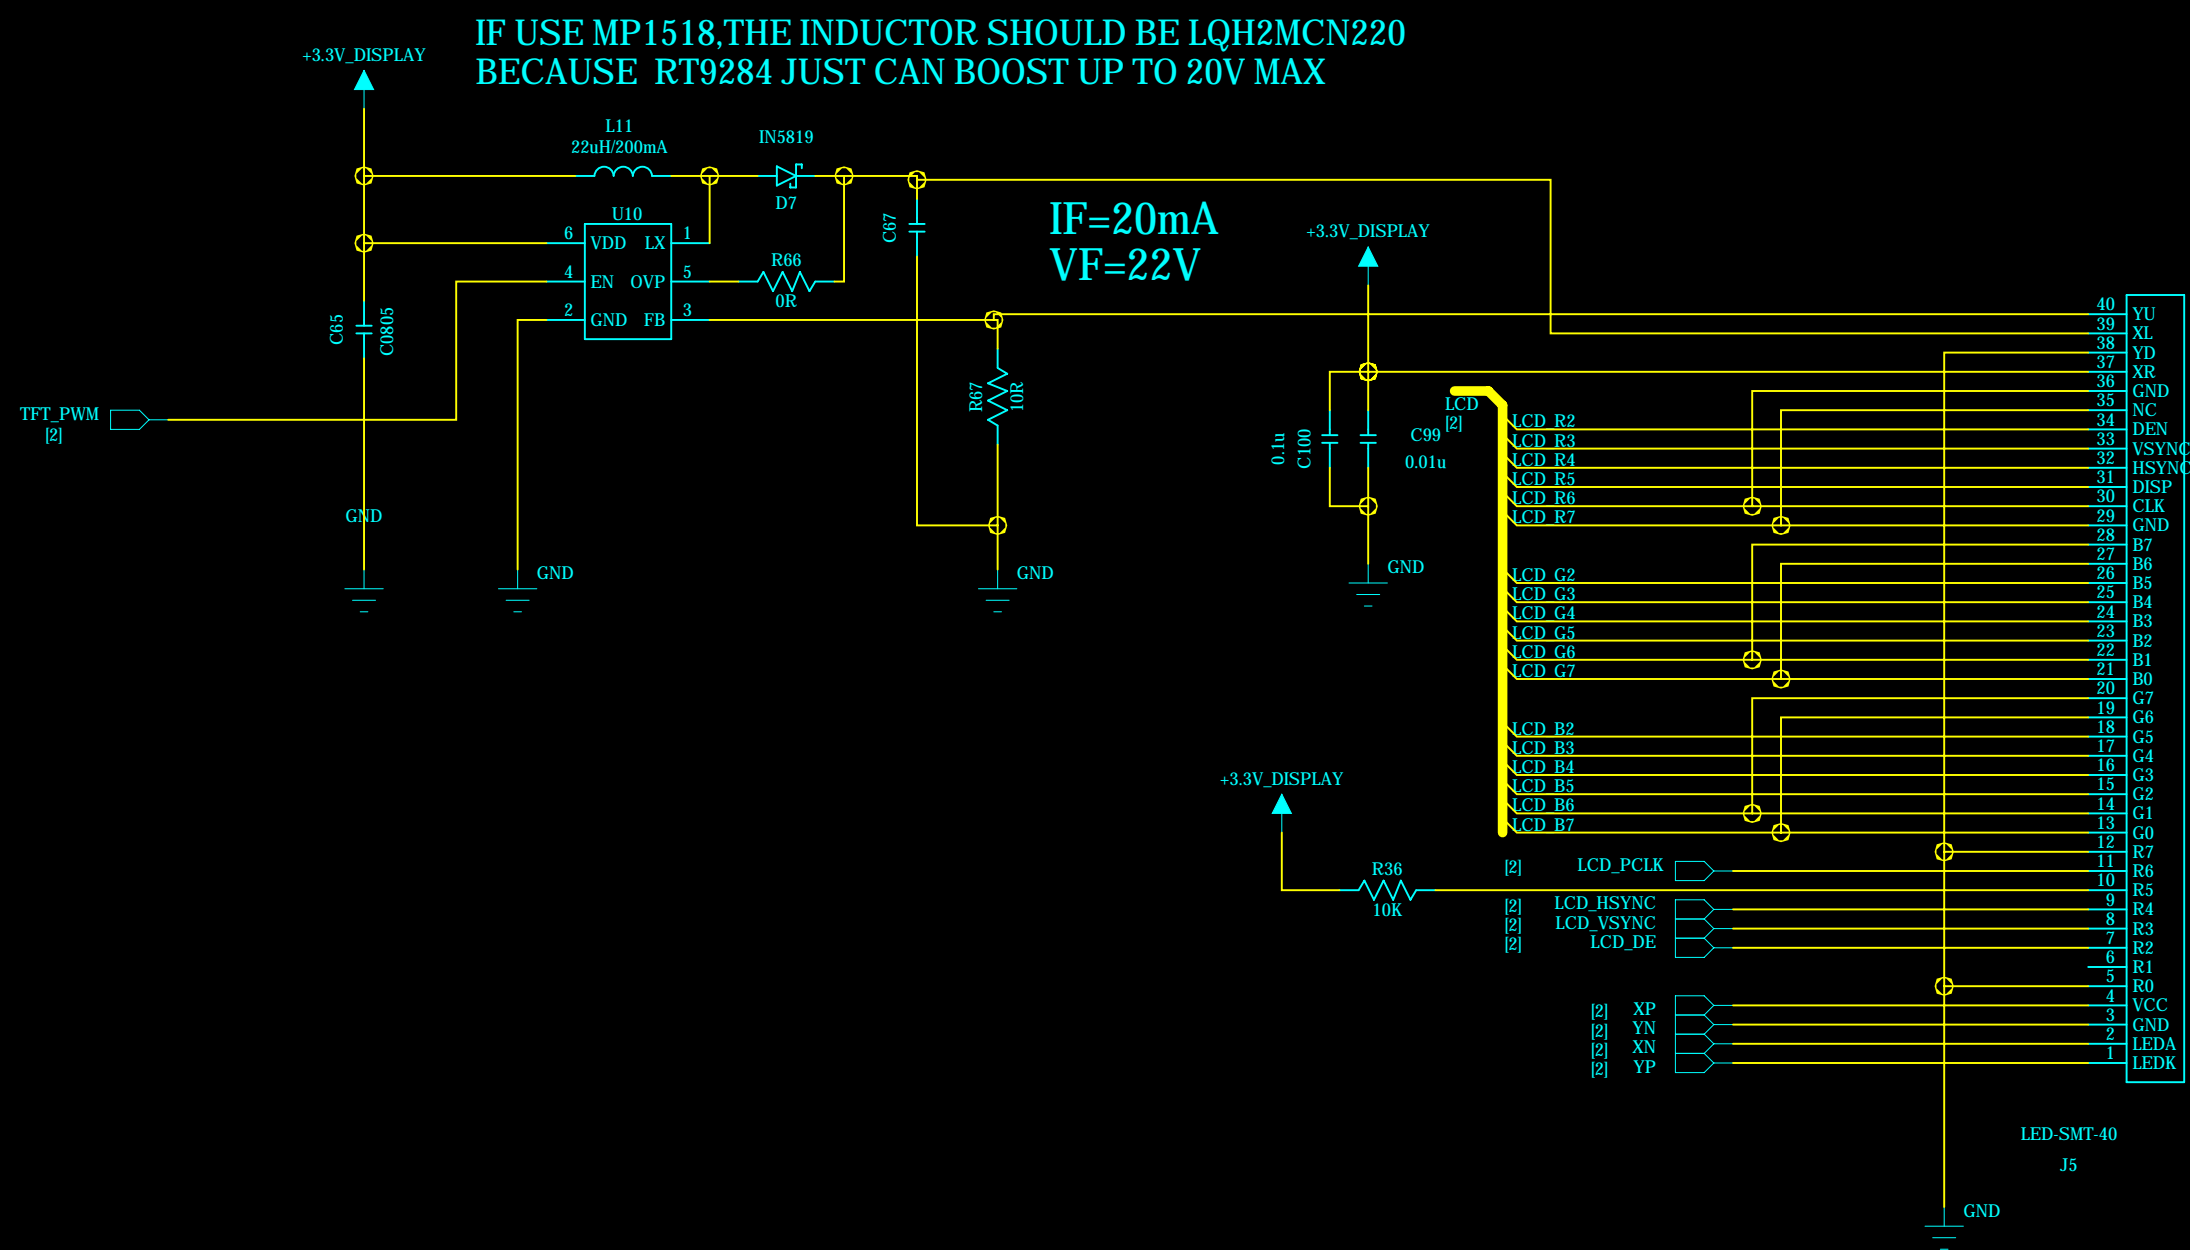 IF USE MP1518,THE INDUCTOR SHOULD BE LQH2MCN220
BECAUSE RT9284 JUST CAN BOOST UP TO 20V MAX
+3.3V_DISPLAY
L11
22uH/200mA
IN5819
D7
U10
6 VDD LX 1
4 EN OVP 5
2 GND FB 3
R66
0R
C67
IF=20mA
VF=22V
+3.3V_DISPLAY
C65
C0805
R67
10R
TFT_PWM
[2]
GND
GND
GND
0.1u
C100
C99
0.01u
GND
LCD
[2]
LCD_R2
LCD_R3
LCD_R4
LCD_R5
LCD_R6
LCD_R7
LCD_G2
LCD_G3
LCD_G4
LCD_G5
LCD_G6
LCD_G7
LCD_B2
LCD_B3
LCD_B4
LCD_B5
LCD_B6
LCD_B7
+3.3V_DISPLAY
R36
10K
[2] LCD_PCLK
[2] LCD_HSYNC
[2] LCD_VSYNC
[2] LCD_DE
[2] XP
[2] YN
[2] XN
[2] YP
40 YU
39 XL
38 YD
37 XR
36 GND
35 NC
34 DEN
33 VSYNC
32 HSYNC
31 DISP
30 CLK
29 GND
28 B7
27 B6
26 B5
25 B4
24 B3
23 B2
22 B1
21 B0
20 G7
19 G6
18 G5
17 G4
16 G3
15 G2
14 G1
13 G0
12 R7
11 R6
10 R5
9 R4
8 R3
7 R2
6 R1
5 R0
4 VCC
3 GND
2 LEDA
1 LEDK
LED-SMT-40
J5
GND